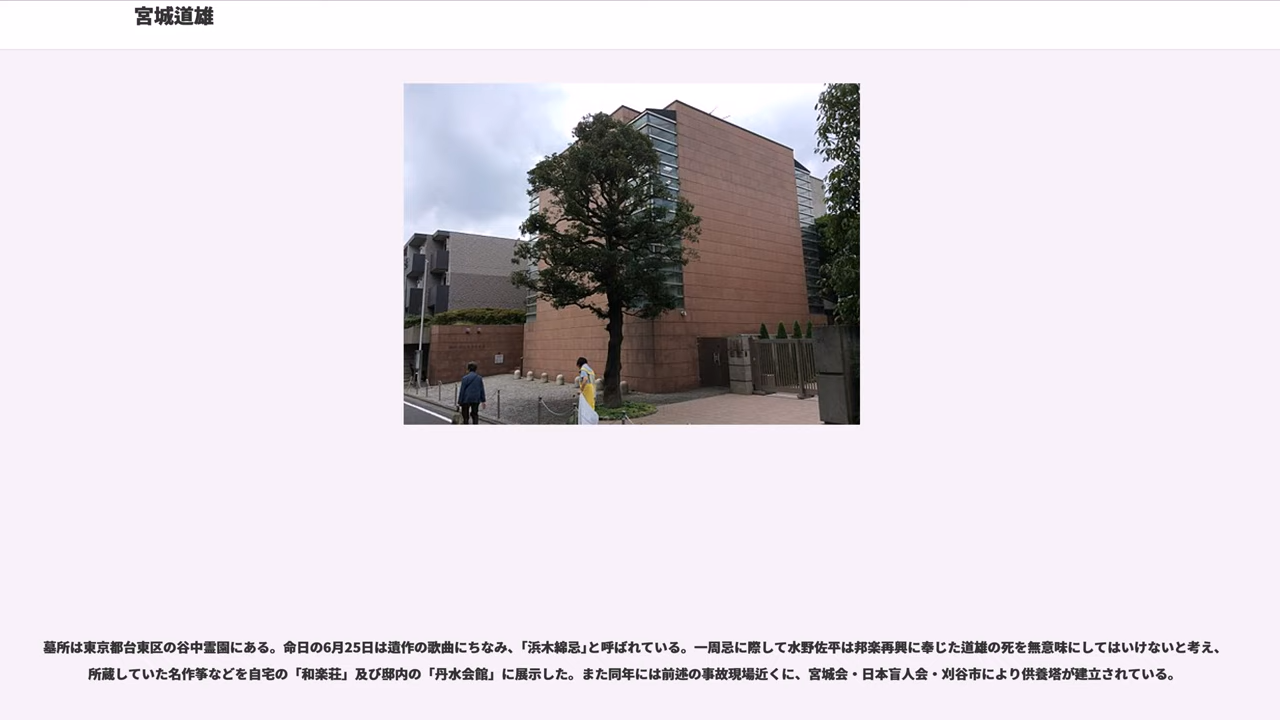 宮城道雄
墓所は東京都台東区の谷中霊園にある。命日の6月25日は遺作の歌曲にちなみ、｢浜木綿忌｣と呼ばれている。一周忌に際して水野佐平は邦楽再興に奉じた道雄の死を無意味にしてはいけないと考え、
所蔵していた名作筝などを自宅の「和楽荘」及び邸内の「丹水会館」に展示した。また同年には前述の事故現場近くに、宮城会・日本盲人会・刈谷市により供養塔が建立されている。